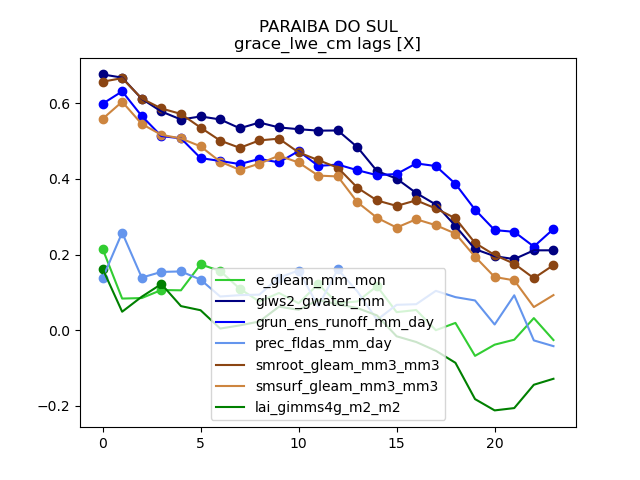 PARAIBA DO SUL
grace_lwe_cm lags [X]
0.6
0.4
0.2
0.0
−0.2
e_gleam_mm_mon
glws2_gwater_mm
grun_ens_runoff_mm_day
prec_fldas_mm_day
smroot_gleam_mm3_mm3
smsurf_gleam_mm3_mm3
lai_gimms4g_m2_m2
0 5 10 15 20